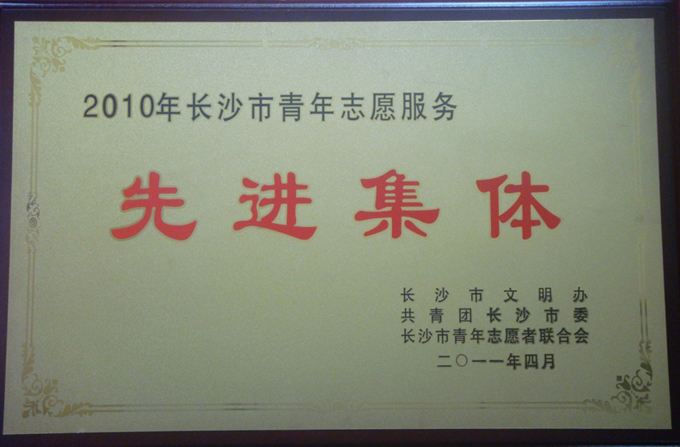 2010年长沙市青年志愿服务
先进集体
长沙市文明办
共青团长沙市委
长沙市青年志愿者联合会
二〇一一年四月